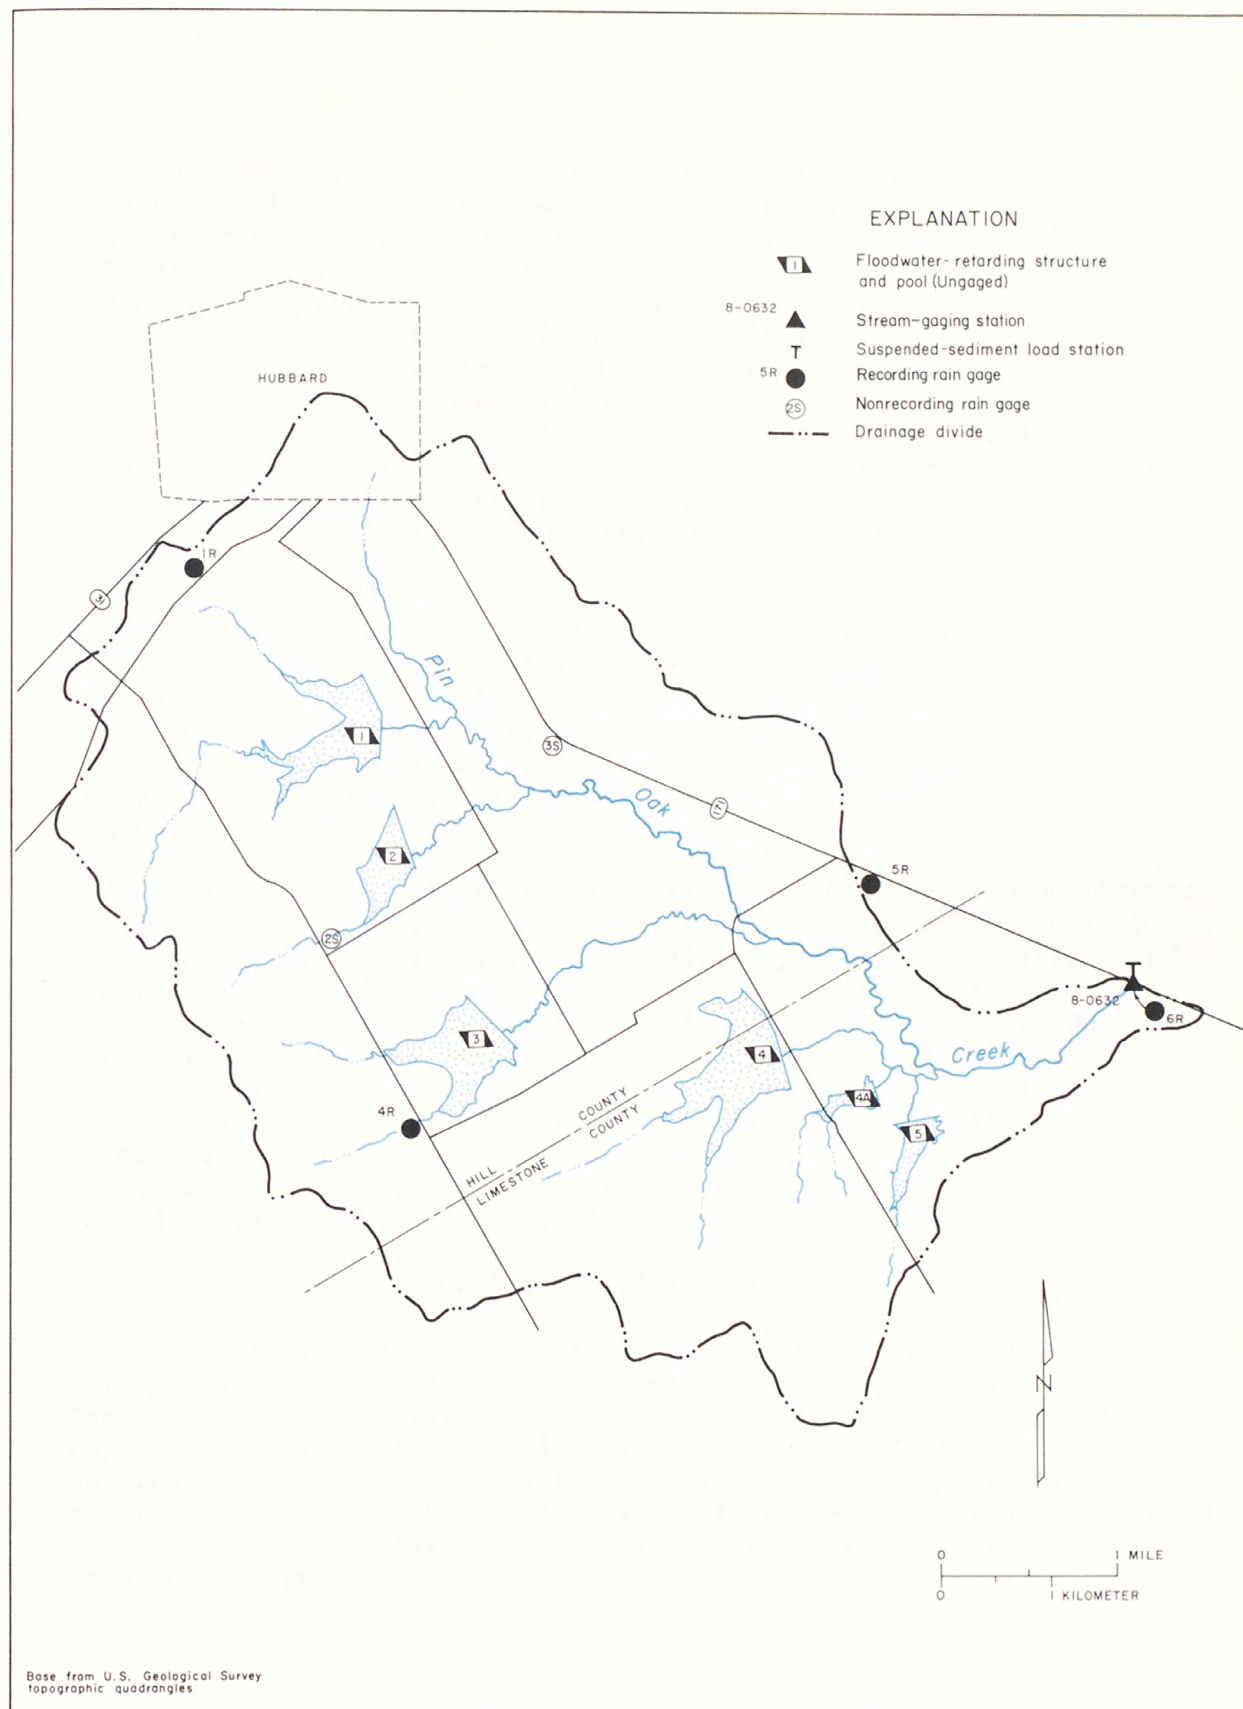 EXPLANATION
1
Floodwater-retarding structure
and pool (Ungaged)
8-0632
Stream-gaging station
T
Suspended-sediment load station
5R
Recording rain gage
2S
Nonrecording rain gage
Drainage divide
HUBBARD
1R
31
Pin
1
3S
Oak
171
2
5R
2S
8-0632
6R
3
4
Creek
4A
4R
COUNTY
COUNTY
5
HILL
LIMESTONE
N
0 1 MILE
0 1 KILOMETER
Base from U.S. Geological Survey
topographic quadrangles